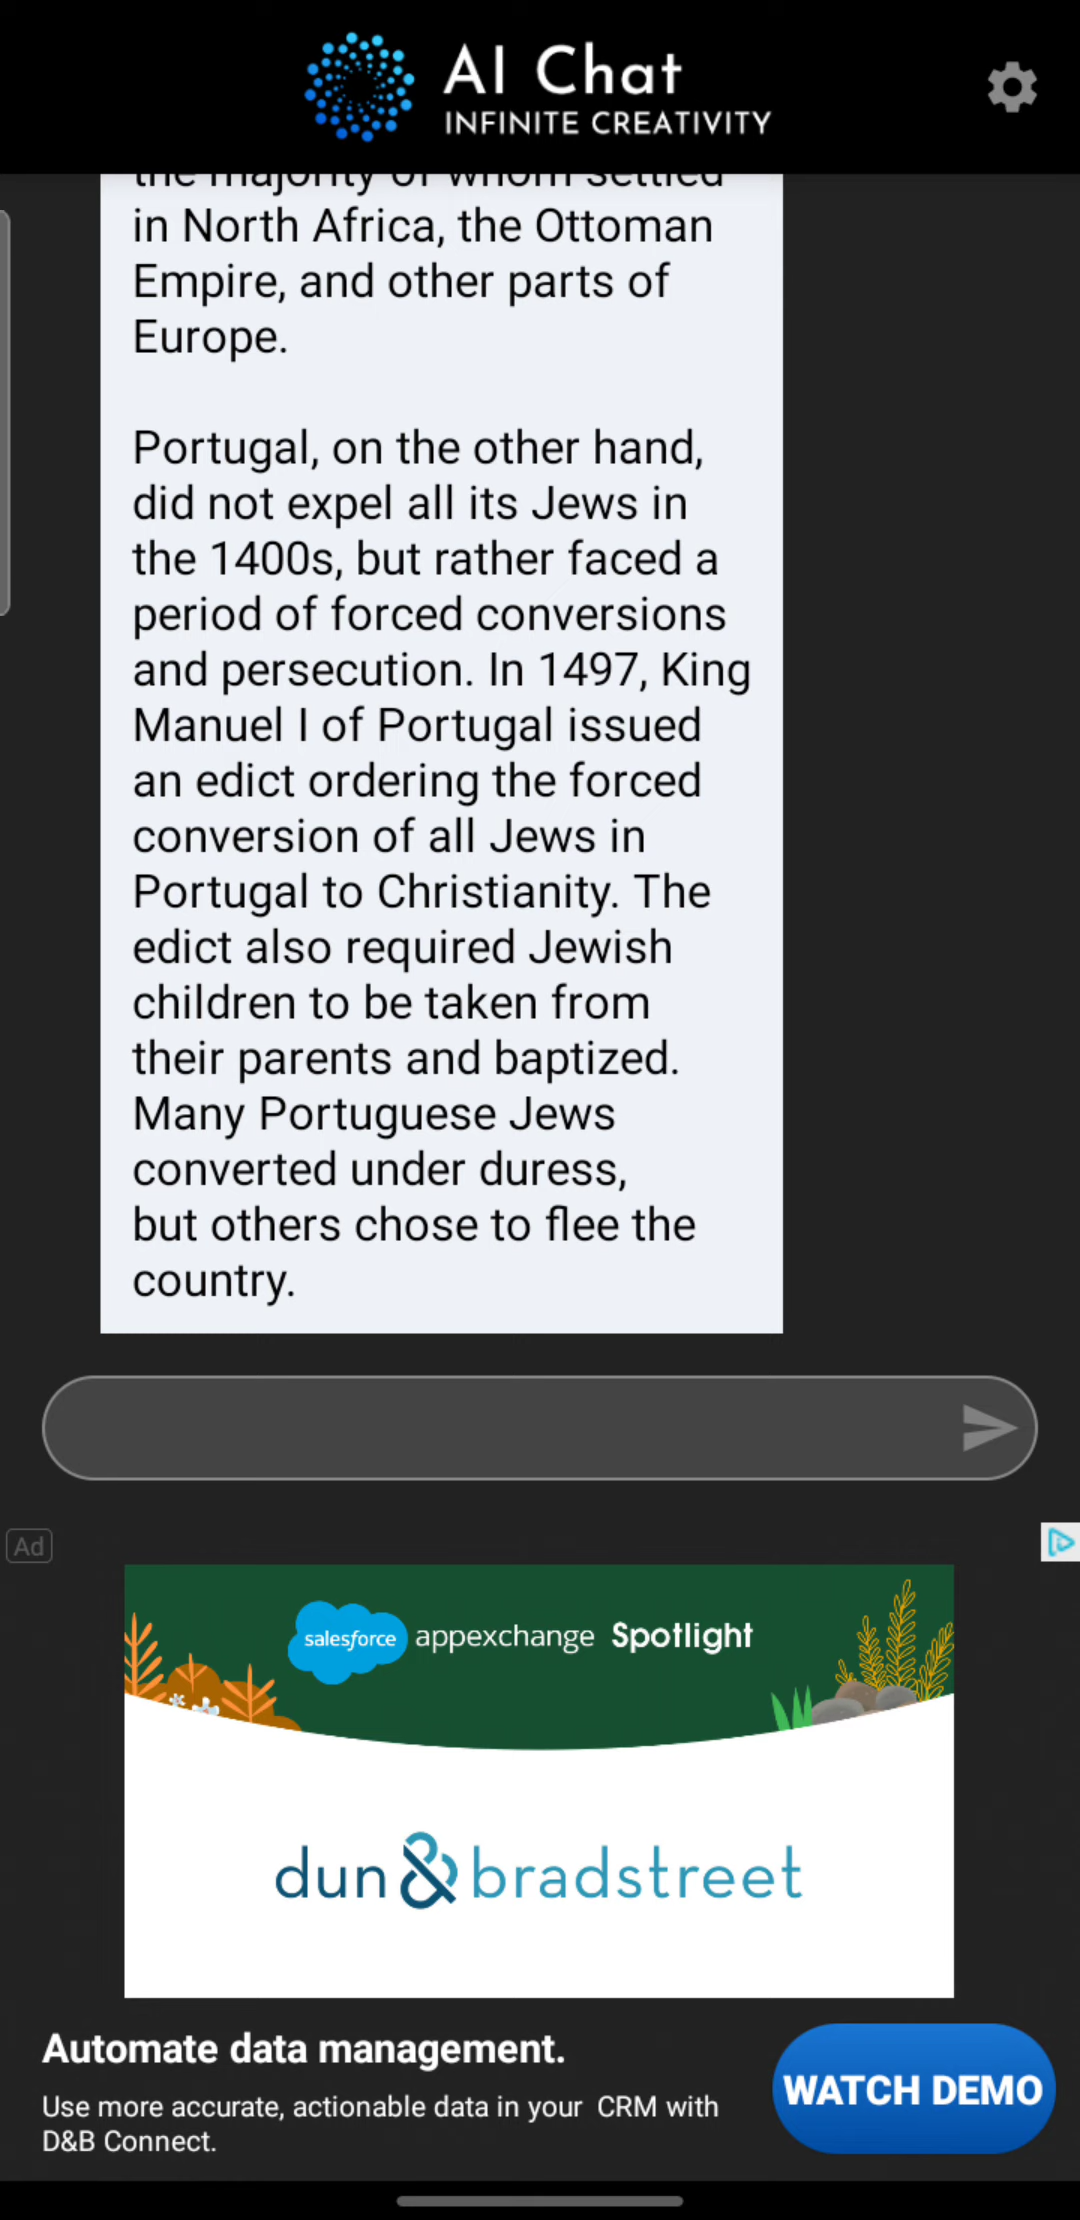 AI Chat
INFINITE CREATIVITY
the majority of whom settled
in North Africa, the Ottoman
Empire, and other parts of
Europe.
Portugal, on the other hand,
did not expel all its Jews in
the 1400s, but rather faced a
period of forced conversions
and persecution. In 1497, King
Manuel I of Portugal issued
an edict ordering the forced
conversion of all Jews in
Portugal to Christianity. The
edict also required Jewish
children to be taken from
their parents and baptized.
Many Portuguese Jews
converted under duress,
but others chose to flee the
country.
Ad
salesforce appexchange Spotlight
dun & bradstreet
Automate data management.
Use more accurate, actionable data in your CRM with
D&B Connect.
WATCH DEMO